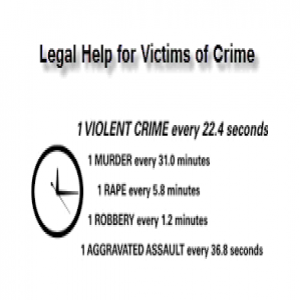 Legal Help for Victims of Crime
1 VIOLENT CRIME every 22.4 seconds
1 MURDER every 31.0 minutes
1 RAPE every 5.8 minutes
1 ROBBERY every 1.2 minutes
1 AGGRAVATED ASSAULT every 36.8 seconds